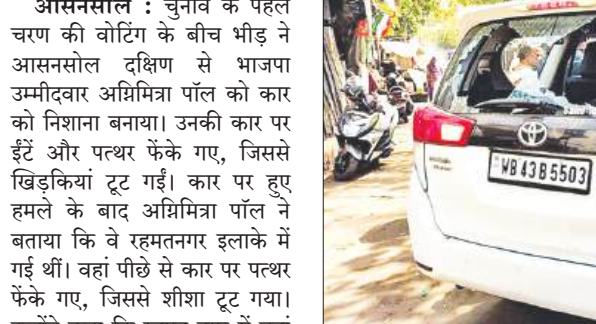 आसनसोल : चुनाव के पहले
चरण की वोटिंग के बीच भीड़ ने
आसनसोल दक्षिण से भाजपा
उम्मीदवार अग्निमित्रा पॉल को कार
को निशाना बनाया। उनकी कार पर
ईंटें और पत्थर फेंके गए, जिससे
खिड़कियां टूट गईं। कार पर हुए
हमले के बाद अग्निमित्रा पॉल ने
बताया कि वे रहमतनगर इलाके में
गई थीं। वहां पीछे से कार पर पत्थर
फेंके गए, जिससे शीशा टूट गया।
WB 43 B 5503